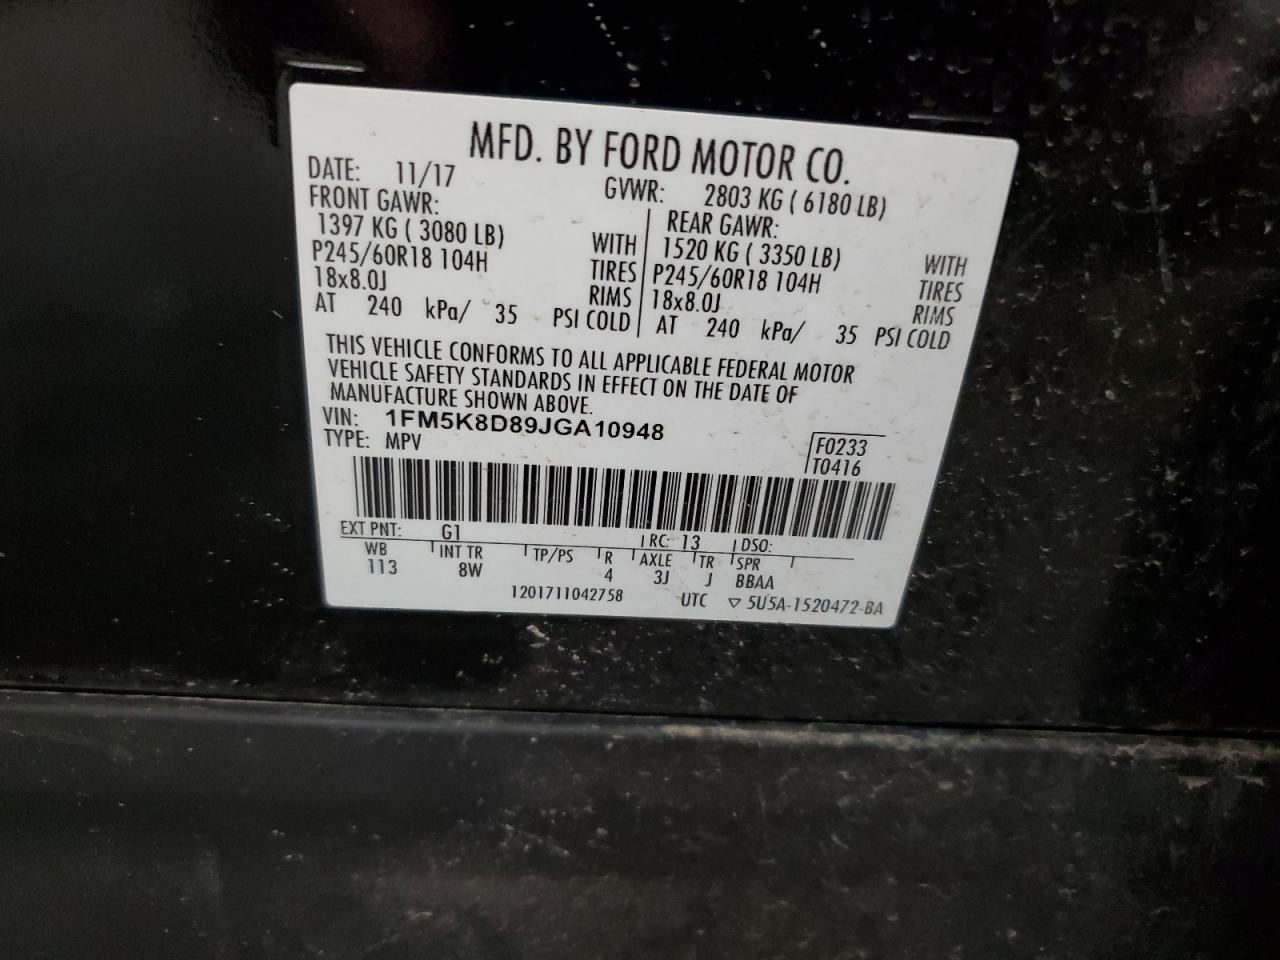 MFD. BY FORD MOTOR CO.
DATE: 11/17 GVWR: 2803 KG ( 6180 LB)
FRONT GAWR: REAR GAWR:
1397 KG ( 3080 LB) WITH 1520 KG ( 3350 LB) WITH
P245/60R18 104H TIRES P245/60R18 104H TIRES
18x8.0J RIMS 18x8.0J RIMS
AT 240 kPa/ 35 PSI COLD AT 240 kPa/ 35 PSI COLD
THIS VEHICLE CONFORMS TO ALL APPLICABLE FEDERAL MOTOR
VEHICLE SAFETY STANDARDS IN EFFECT ON THE DATE OF
MANUFACTURE SHOWN ABOVE.
VIN: 1FM5K8D89JGA10948
TYPE: MPV F0233
T0416
EXT PNT: G1 RC: 13 DSO:
WB INT TR TP/PS R AXLE TR SPR
113 8W 4 3J J BBAA
1201711042758 UTC ▽ 5U5A-1520472-BA